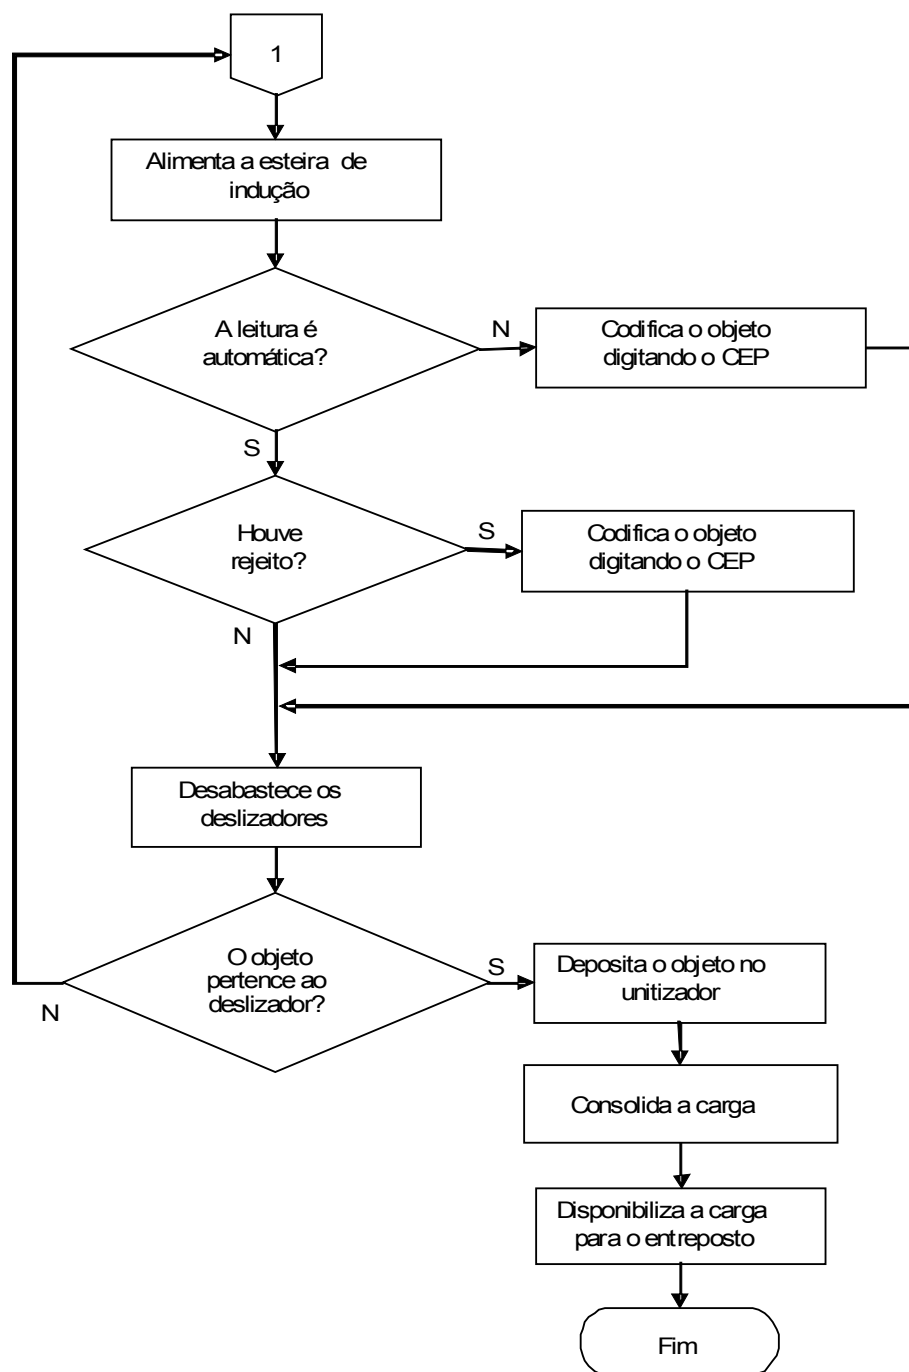 1
Alimenta a esteira de
indução
A leitura é
automática?
N
Codifica o objeto
digitando o CEP
S
Houve
rejeito?
S
Codifica o objeto
digitando o CEP
N
Desabastece os
deslizadores
O objeto
pertence ao
deslizador?
N
S
Deposita o objeto no
unitizador
Consolida a carga
Disponibiliza a carga
para o entreposto
Fim